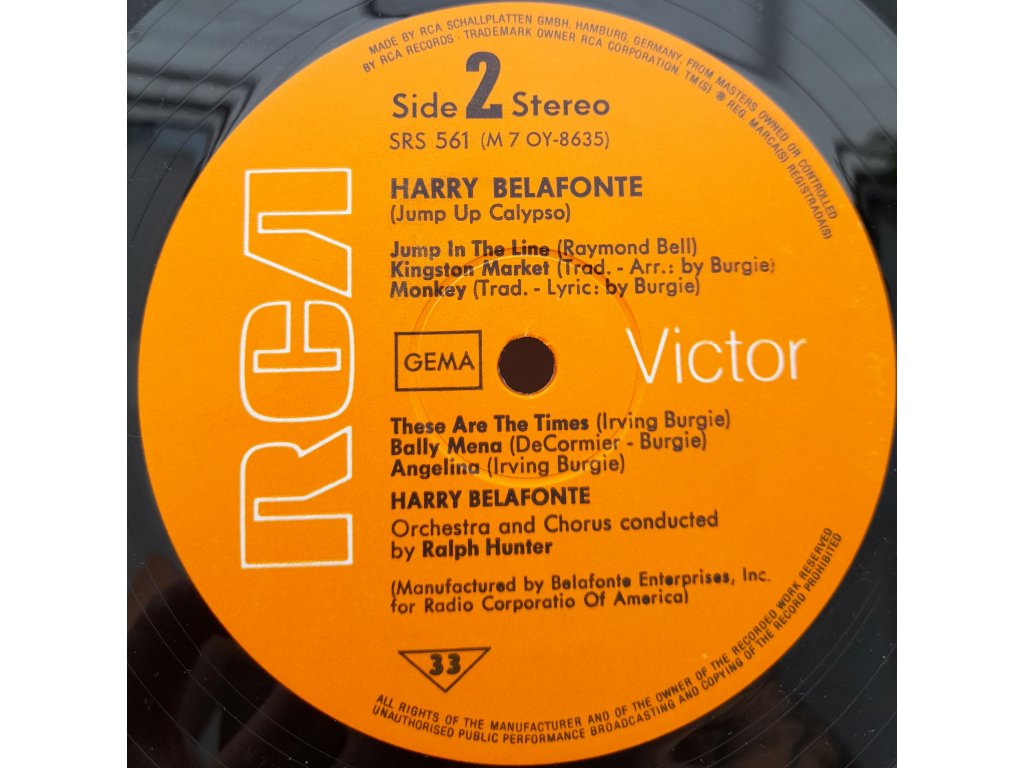 MADE BY RCA SCHALLPLATTEN GMBH, HAMBURG, GERMANY, FROM MASTERS OWNED OR CONTROLLED
BY RCA RECORDS · TRADEMARK OWNER RCA CORPORATION. TM(S) ® REG. MARCA(S) REGISTRADA(S)
Side 2 Stereo
SRS 561 (M 7 OY-8635)
HARRY BELAFONTE
(Jump Up Calypso)
Jump In The Line (Raymond Bell)
Kingston Market (Trad. - Arr.: by Burgie)
Monkey (Trad. - Lyric: by Burgie)
RCA
GEMA
Victor
These Are The Times (Irving Burgie)
Bally Mena (DeCormier - Burgie)
Angelina (Irving Burgie)
HARRY BELAFONTE
Orchestra and Chorus conducted
by Ralph Hunter
(Manufactured by Belafonte Enterprises, Inc.
for Radio Corporatio Of America)
33
ALL RIGHTS OF THE MANUFACTURER AND OF THE OWNER OF THE RECORDED WORK RESERVED
UNAUTHORISED PUBLIC PERFORMANCE BROADCASTING AND COPYING OF THE RECORD PROHIBITED